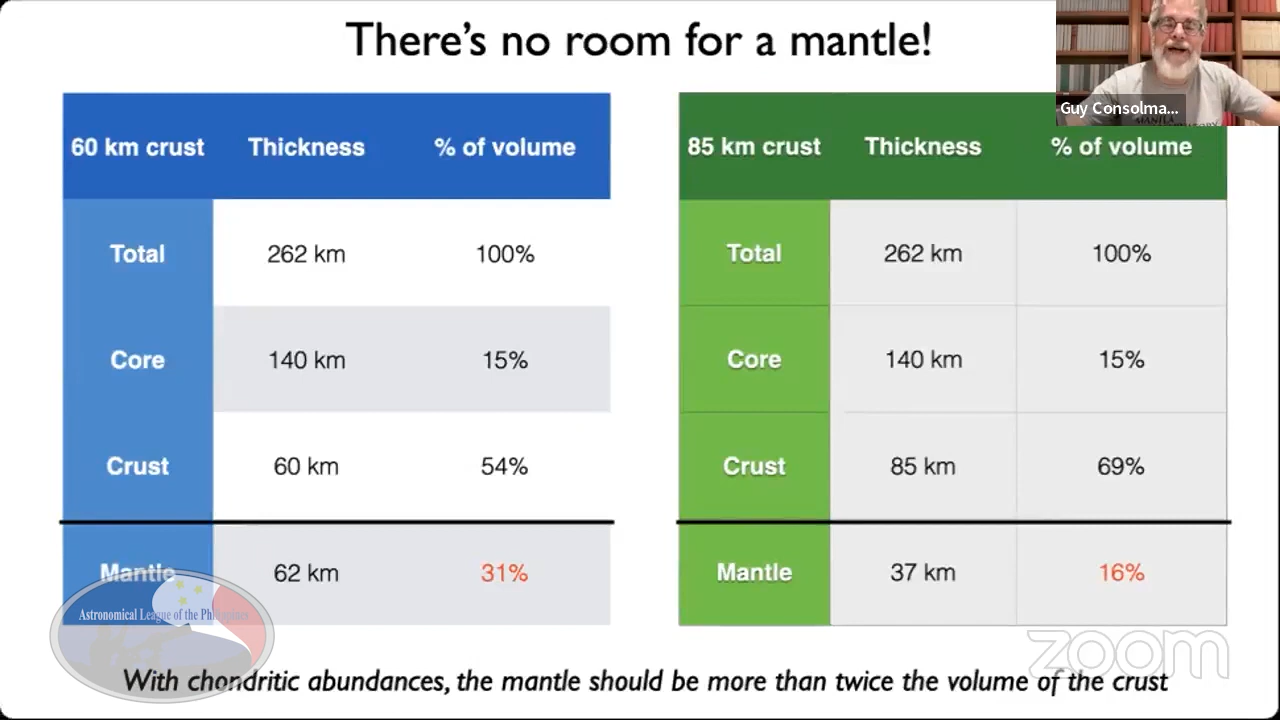 There's no room for a mantle!
Guy Consolma...
60 km crust Thickness % of volume
Total 262 km 100%
Core 140 km 15%
Crust 60 km 54%
Mantle 62 km 31%
85 km crust Thickness % of volume
Total 262 km 100%
Core 140 km 15%
Crust 85 km 69%
Mantle 37 km 16%
Astronomical League of the Philippines
zoom
With chondritic abundances, the mantle should be more than twice the volume of the crust